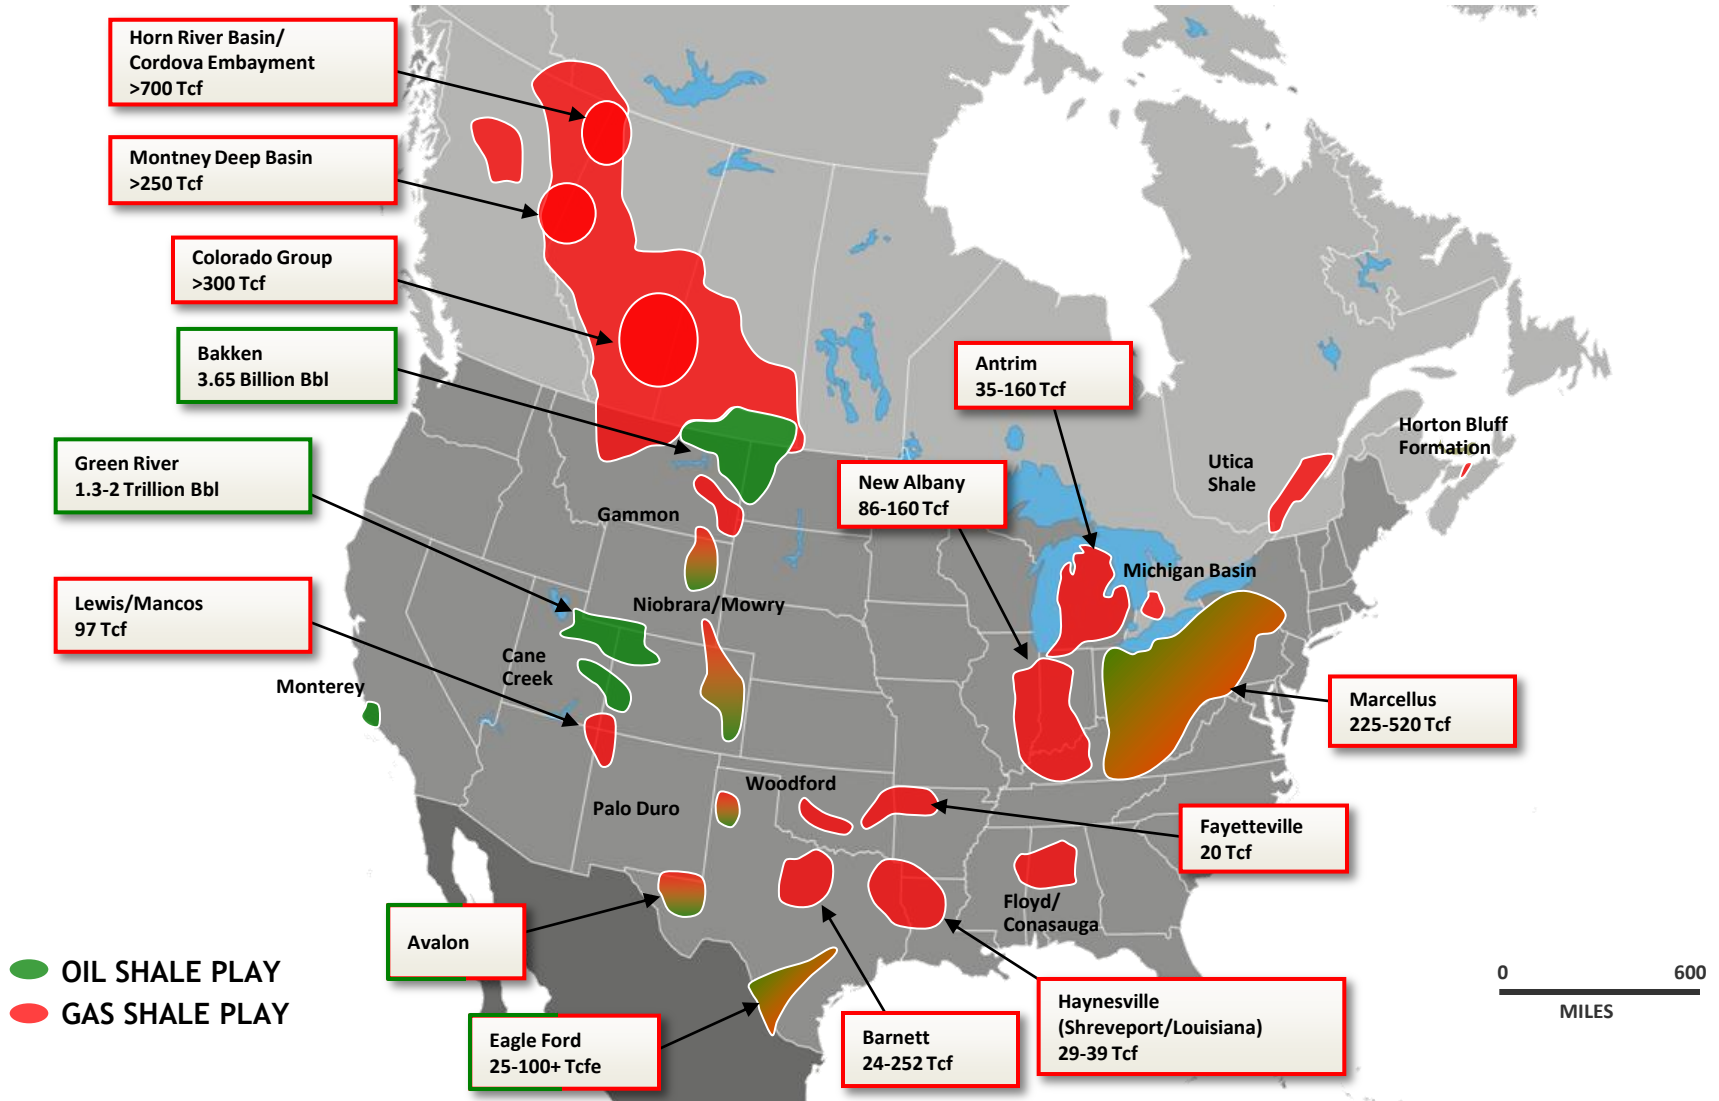 Horn River Basin/
Cordova Embayment
>700 Tcf
Montney Deep Basin
>250 Tcf
Colorado Group
>300 Tcf
Bakken
3.65 Billion Bbl
Green River
1.3-2 Trillion Bbl
Lewis/Mancos
97 Tcf
Monterey
Cane
Creek
Gammon
Niobrara/Mowry
Palo Duro
Woodford
Antrim
35-160 Tcf
New Albany
86-160 Tcf
Michigan Basin
Utica
Shale
Horton Bluff
Formation
Marcellus
225-520 Tcf
Fayetteville
20 Tcf
Floyd/
Conasauga
Avalon
Eagle Ford
25-100+ Tcfe
Barnett
24-252 Tcf
Haynesville
(Shreveport/Louisiana)
29-39 Tcf
OIL SHALE PLAY
GAS SHALE PLAY
0 600
MILES